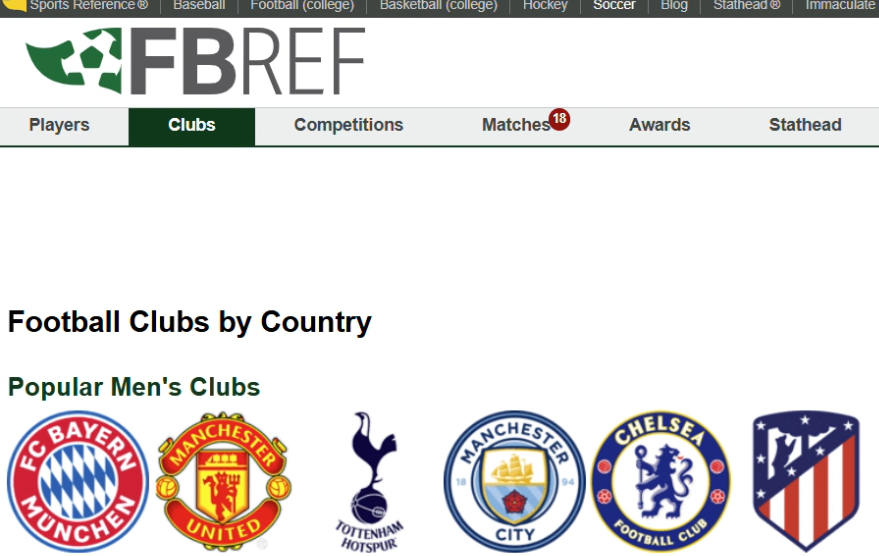 Sports Reference ® Baseball Football (college) Basketball (college) Hockey Soccer Blog Stathead ® Immaculate
FBREF
Players Clubs Competitions Matches 18 Awards Stathead
Football Clubs by Country
Popular Men's Clubs
FC BAYERN
MÜNCHEN
MANCHESTER
UNITED
TOTTENHAM
HOTSPUR
MANCHESTER
18 94
CITY
CHELSEA
FOOTBALL CLUB